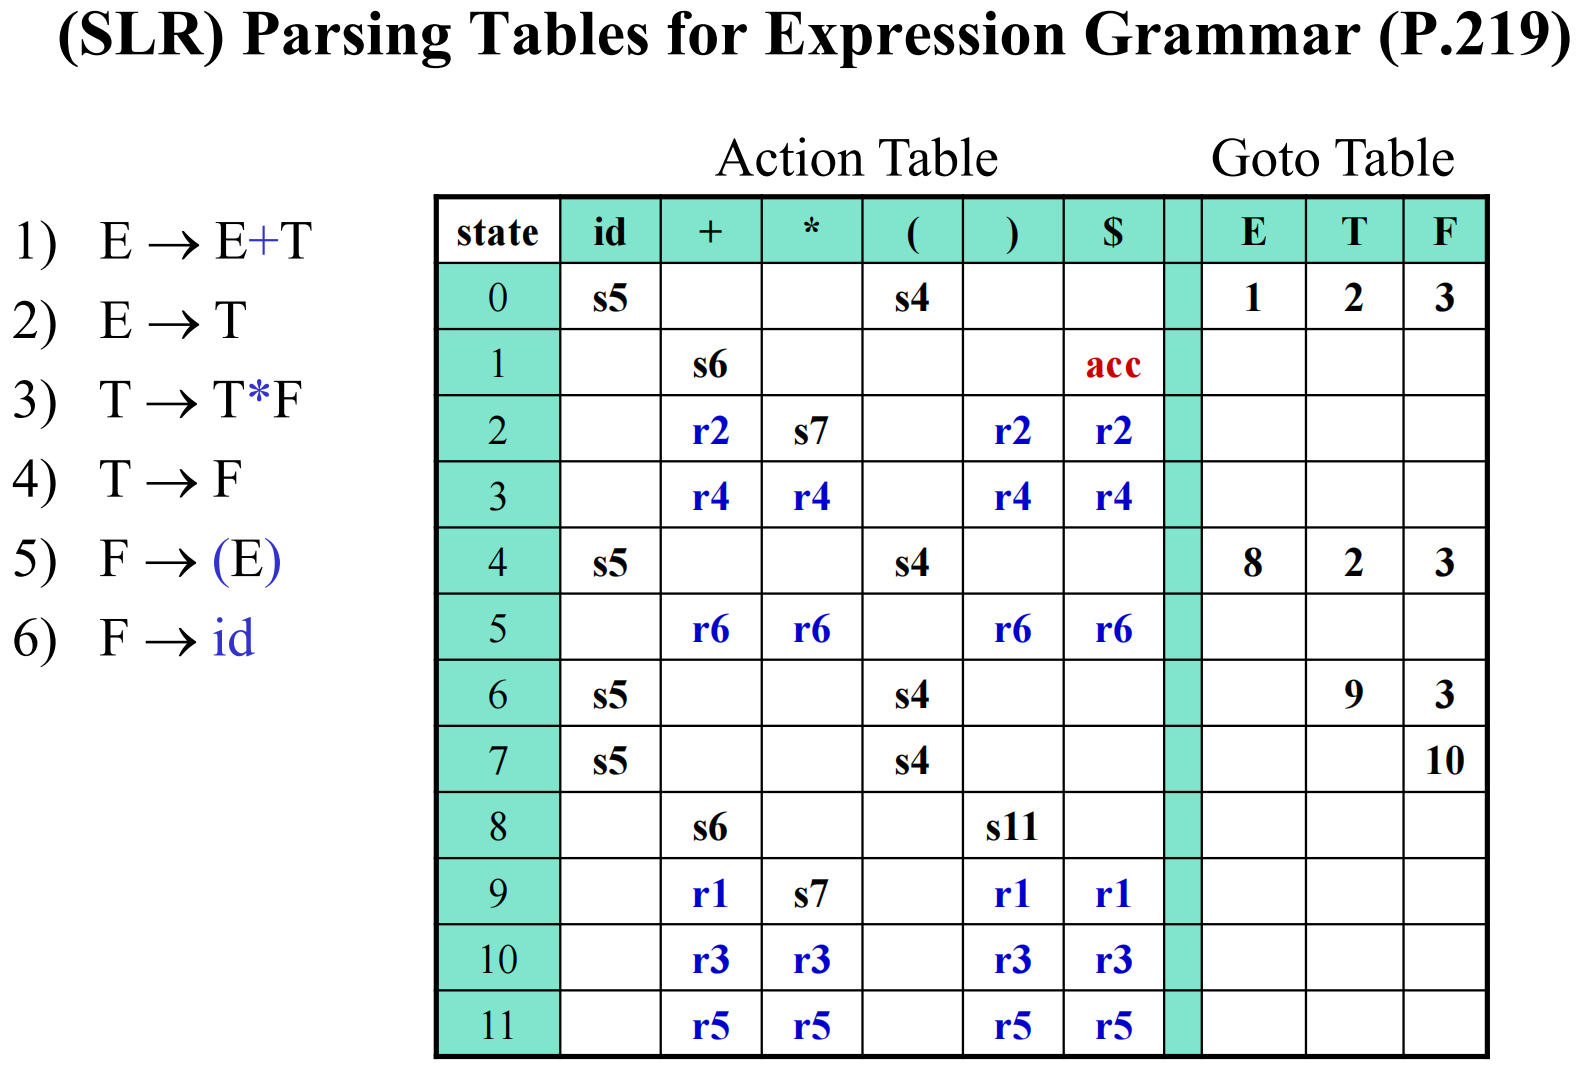 (SLR) Parsing Tables for Expression Grammar (P.219)
Action Table Goto Table
1) E → E+T
2) E → T
3) T → T*F
4) T → F
5) F → (E)
6) F → id
state id + * ( ) $ E T F
0 s5 s4 1 2 3
1 s6 acc
2 r2 s7 r2 r2
3 r4 r4 r4 r4
4 s5 s4 8 2 3
5 r6 r6 r6 r6
6 s5 s4 9 3
7 s5 s4 10
8 s6 s11
9 r1 s7 r1 r1
10 r3 r3 r3 r3
11 r5 r5 r5 r5